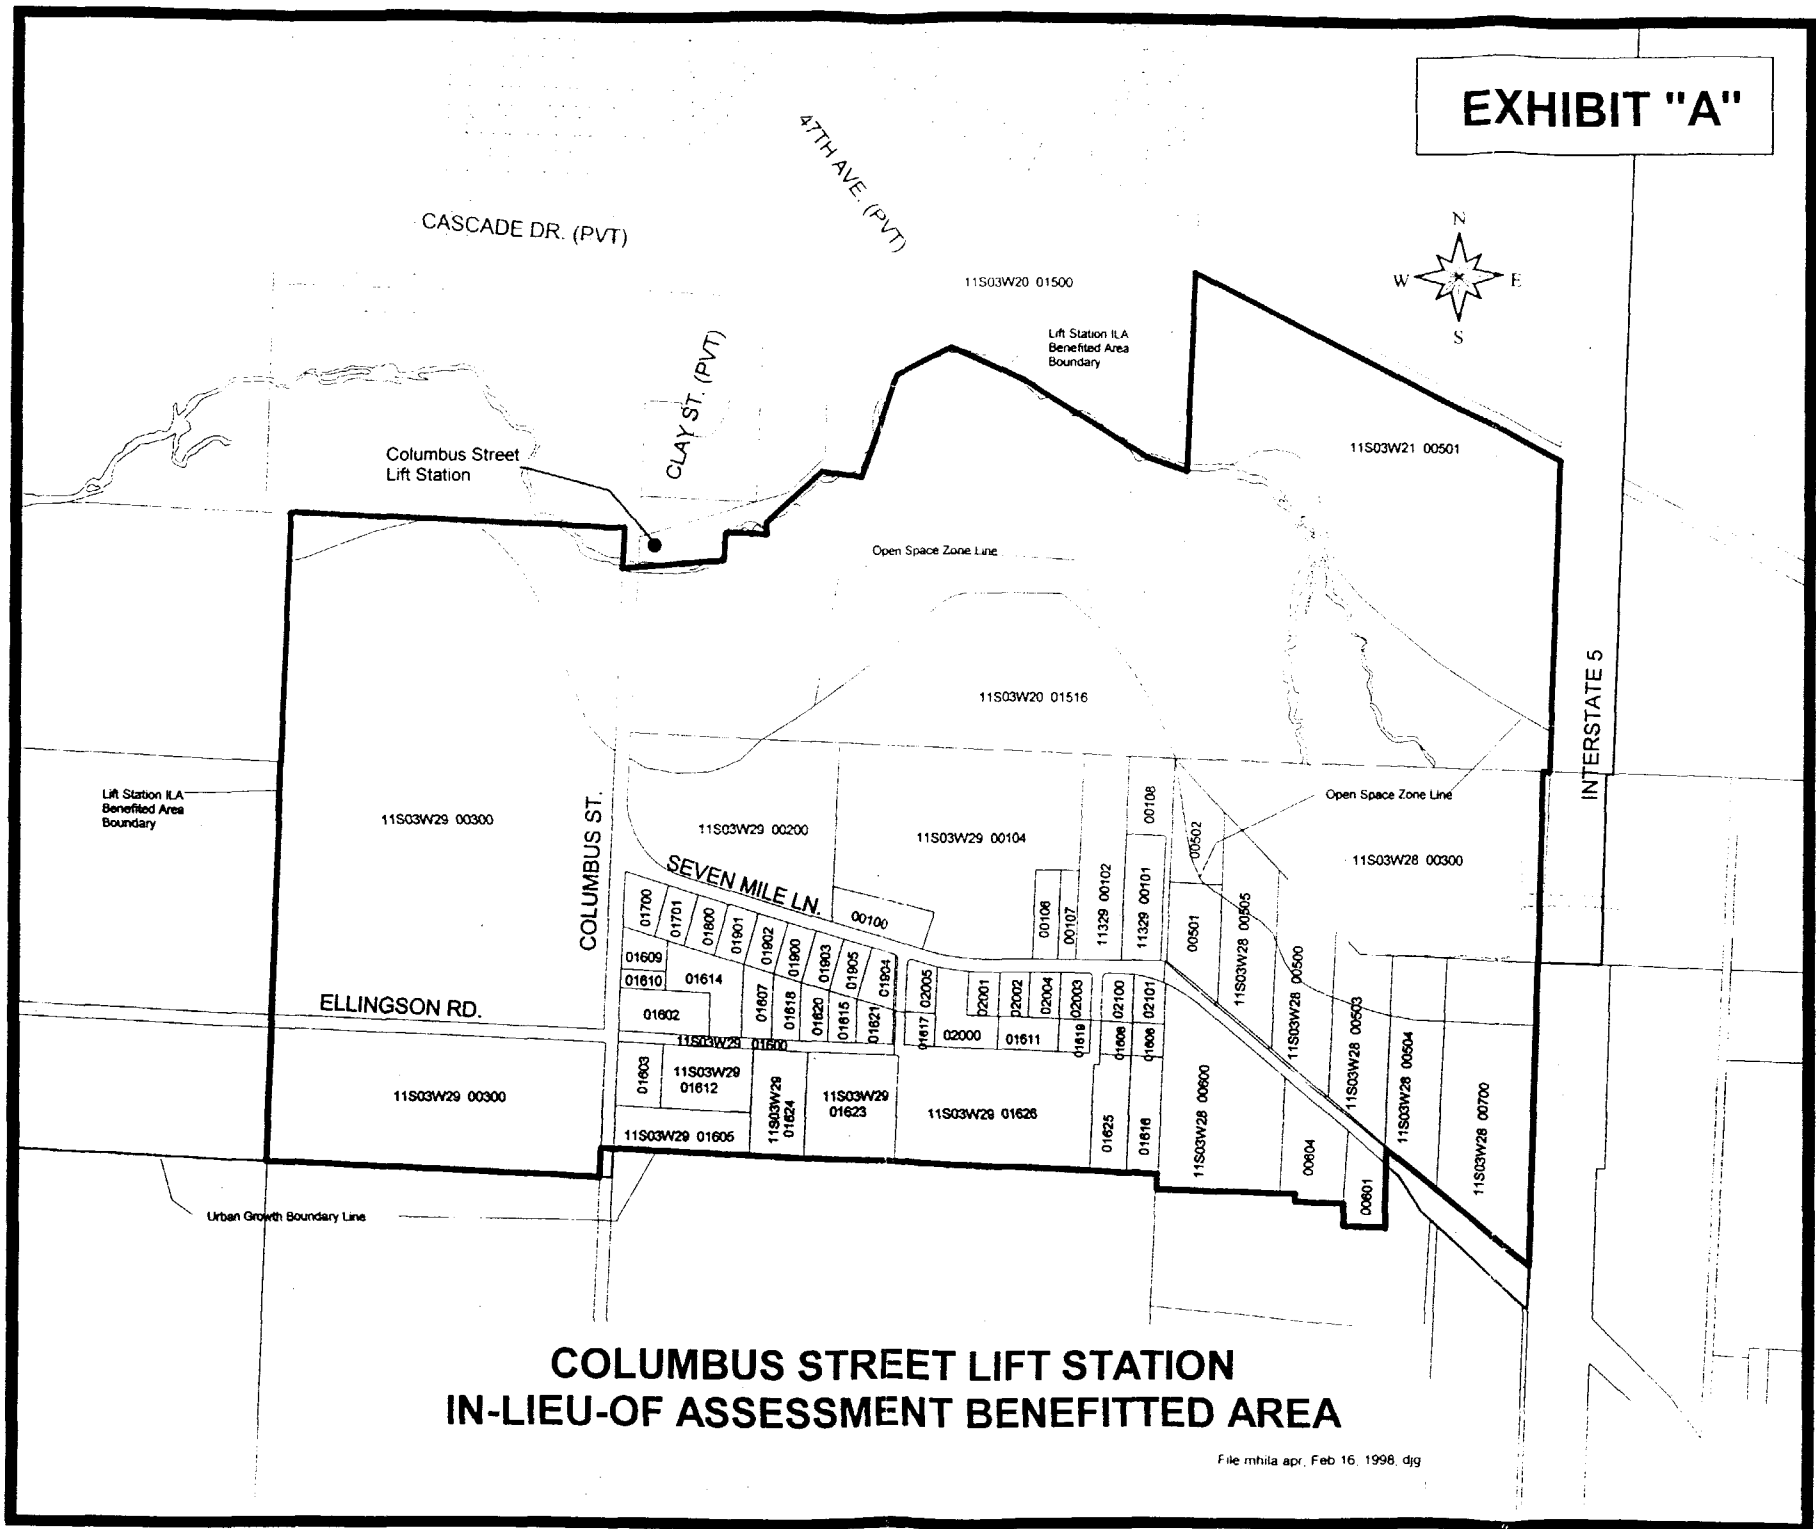 EXHIBIT "A"
47TH AVE. (PVT)
CASCADE DR. (PVT)
N
W
E
S
11S03W20 01500
Lift Station ILA
Benefited Area
Boundary
CLAY ST. (PVT)
11S03W21 00501
Columbus Street
Lift Station
Open Space Zone Line
INTERSTATE 5
11S03W20 01516
Lift Station ILA
Benefited Area
Boundary
11S03W29 00300
COLUMBUS ST.
11S03W29 00200
11S03W29 00104
00108
00502
Open Space Zone Line
11S03W28 00300
SEVEN MILE LN.
00100
00106
00107
11329 00102
11329 00101
00501
11S03W28 00505
11S03W28 00500
11S03W28 00503
11S03W28 00504
11S03W28 00700
01700
01701
01800
01901
01902
01900
01903
01905
01904
01609
01610
01614
01602
01607
01618
01620
01615
01621
02005
01617
02000
02001
02002
02004
02003
01611
01619
02100
02101
01608
01606
ELLINGSON RD.
11S03W29 01600
11S03W29 00300
01603
11S03W29
01612
11S03W29
01624
11S03W29
01623
11S03W29 01626
11S03W29 01605
01625
01616
11S03W28 00600
00604
00601
Urban Growth Boundary Line
COLUMBUS STREET LIFT STATION
IN-LIEU-OF ASSESSMENT BENEFITTED AREA
File mhila apr, Feb 16, 1998, djg